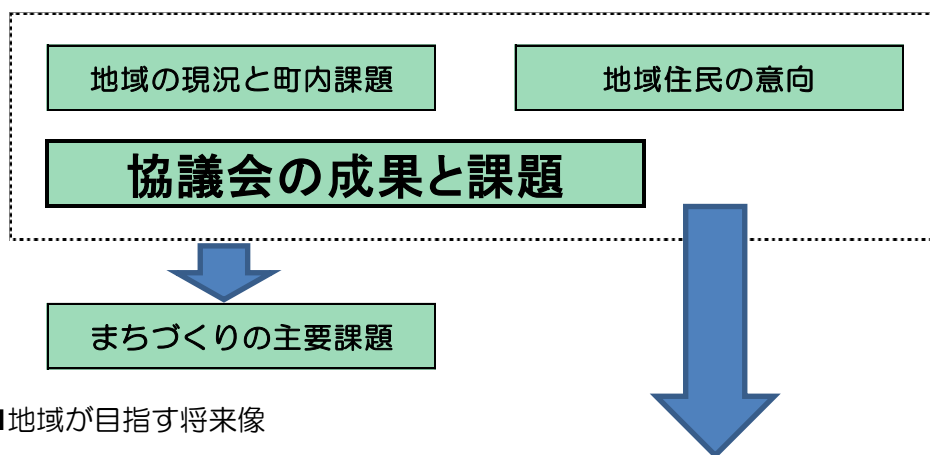 地域の現況と町内課題
地域住民の意向
協議会の成果と課題
まちづくりの主要課題
地域が目指す将来像